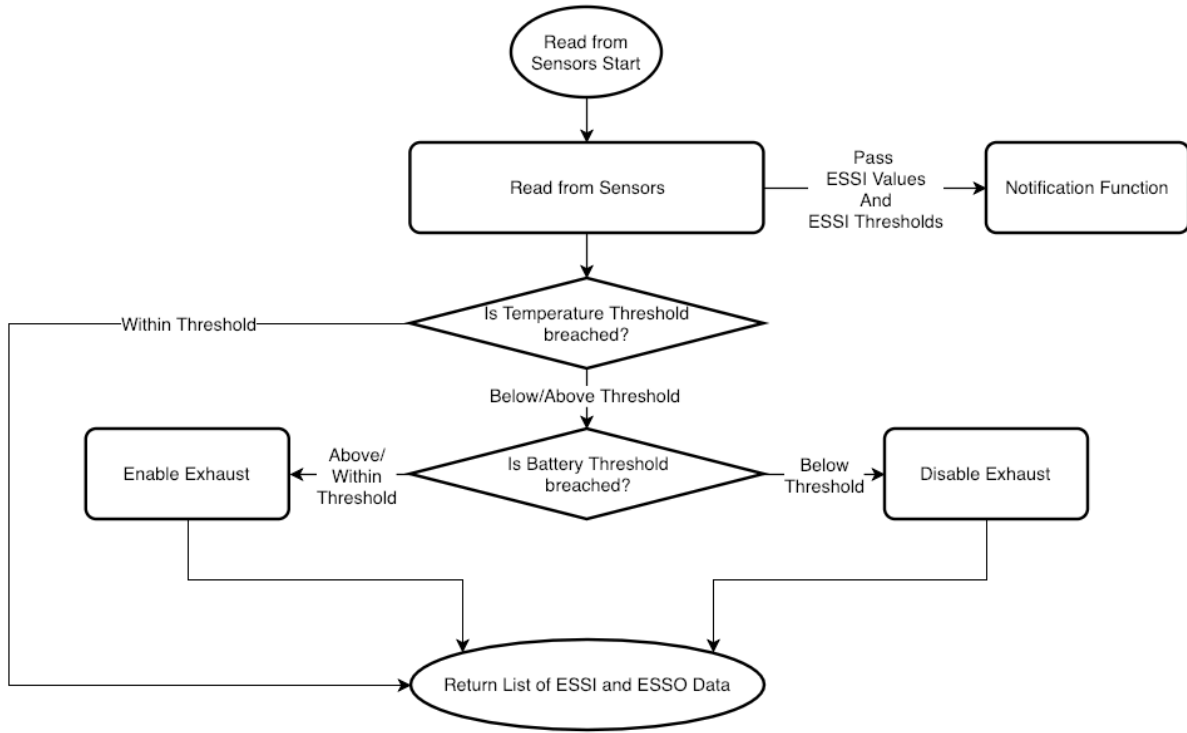 Read from
Sensors Start
Read from Sensors
Pass
ESSI Values
And
ESSI Thresholds
Notification Function
Is Temperature Threshold
breached?
Within Threshold
Below/Above Threshold
Enable Exhaust
Above/
Within
Threshold
Is Battery Threshold
breached?
Below
Threshold
Disable Exhaust
Return List of ESSI and ESSO Data